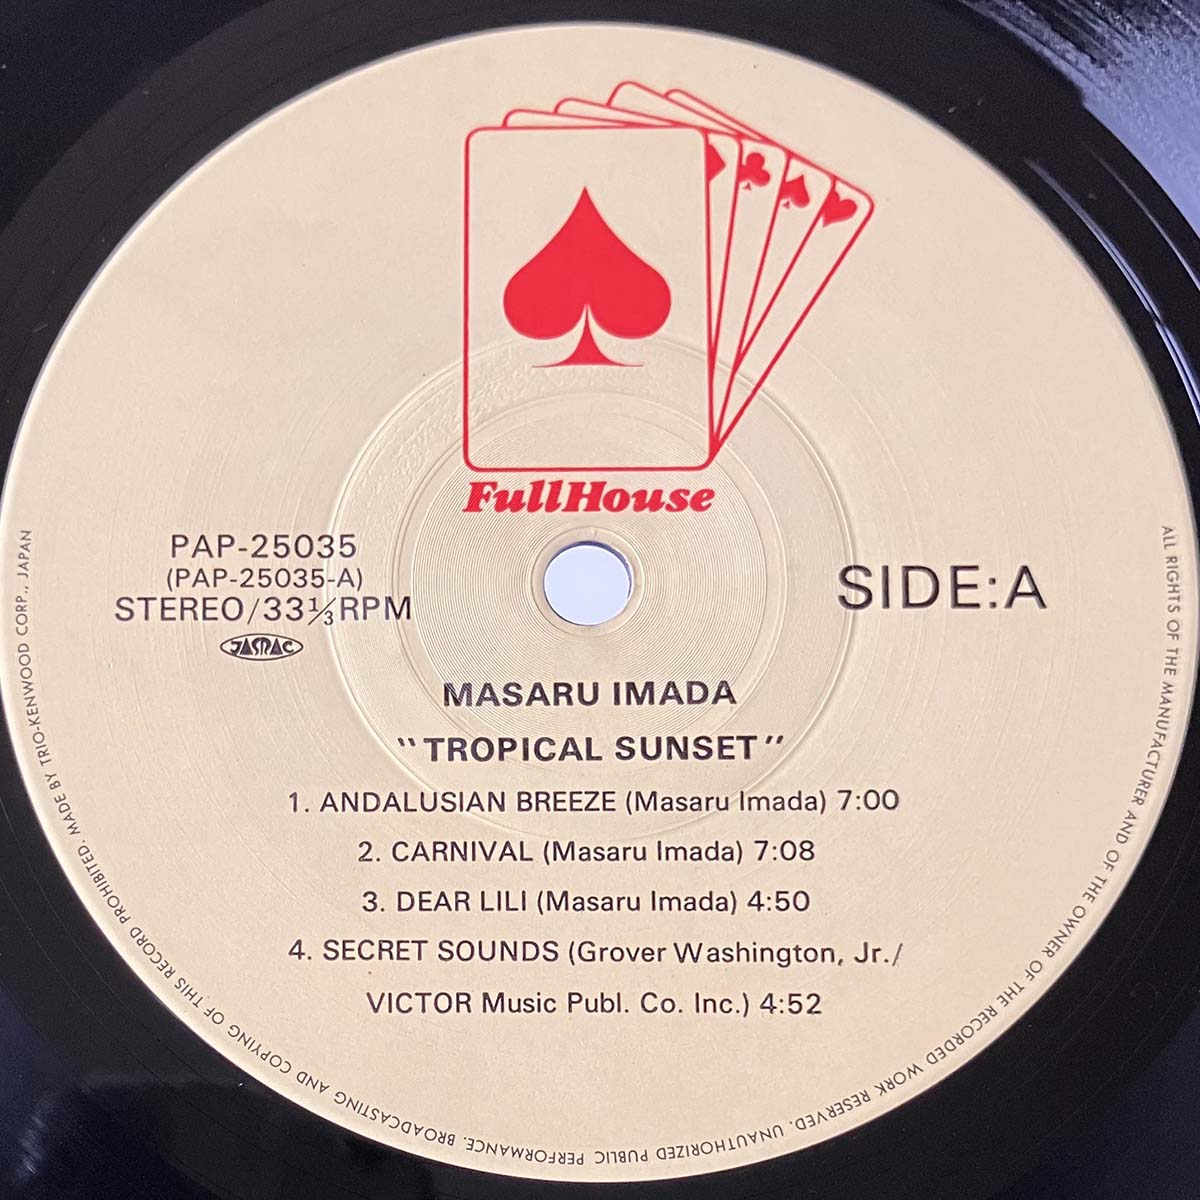 FullHouse
PAP-25035
(PAP-25035-A)
STEREO/33⅓RPM
JASRAC
SIDE:A
MASARU IMADA
"TROPICAL SUNSET"
1. ANDALUSIAN BREEZE (Masaru Imada) 7:00
2. CARNIVAL (Masaru Imada) 7:08
3. DEAR LILI (Masaru Imada) 4:50
4. SECRET SOUNDS (Grover Washington, Jr./
VICTOR Music Publ. Co. Inc.) 4:52
ALL RIGHTS OF THE MANUFACTURER AND OF THE OWNER OF THE RECORDED WORK RESERVED. UNAUTHORIZED PUBLIC PERFORMANCE. BROADCASTING AND COPYING OF THIS RECORD PROHIBITED. MADE BY TRIO-KENWOOD CORP., JAPAN